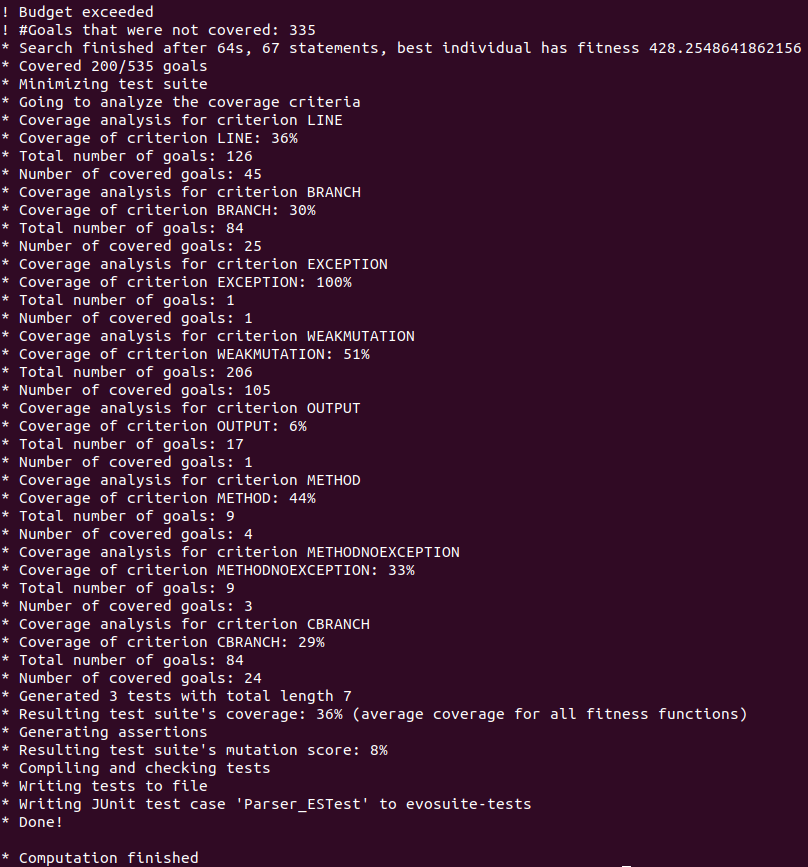 ! Budget exceeded
! #Goals that were not covered: 335
* Search finished after 64s, 67 statements, best individual has fitness 428.2548641862156
* Covered 200/535 goals
* Minimizing test suite
* Going to analyze the coverage criteria
* Coverage analysis for criterion LINE
* Coverage of criterion LINE: 36%
* Total number of goals: 126
* Number of covered goals: 45
* Coverage analysis for criterion BRANCH
* Coverage of criterion BRANCH: 30%
* Total number of goals: 84
* Number of covered goals: 25
* Coverage analysis for criterion EXCEPTION
* Coverage of criterion EXCEPTION: 100%
* Total number of goals: 1
* Number of covered goals: 1
* Coverage analysis for criterion WEAKMUTATION
* Coverage of criterion WEAKMUTATION: 51%
* Total number of goals: 206
* Number of covered goals: 105
* Coverage analysis for criterion OUTPUT
* Coverage of criterion OUTPUT: 6%
* Total number of goals: 17
* Number of covered goals: 1
* Coverage analysis for criterion METHOD
* Coverage of criterion METHOD: 44%
* Total number of goals: 9
* Number of covered goals: 4
* Coverage analysis for criterion METHODNOEXCEPTION
* Coverage of criterion METHODNOEXCEPTION: 33%
* Total number of goals: 9
* Number of covered goals: 3
* Coverage analysis for criterion CBRANCH
* Coverage of criterion CBRANCH: 29%
* Total number of goals: 84
* Number of covered goals: 24
* Generated 3 tests with total length 7
* Resulting test suite's coverage: 36% (average coverage for all fitness functions)
* Generating assertions
* Resulting test suite's mutation score: 8%
* Compiling and checking tests
* Writing tests to file
* Writing JUnit test case 'Parser_ESTest' to evosuite-tests
* Done!
* Computation finished